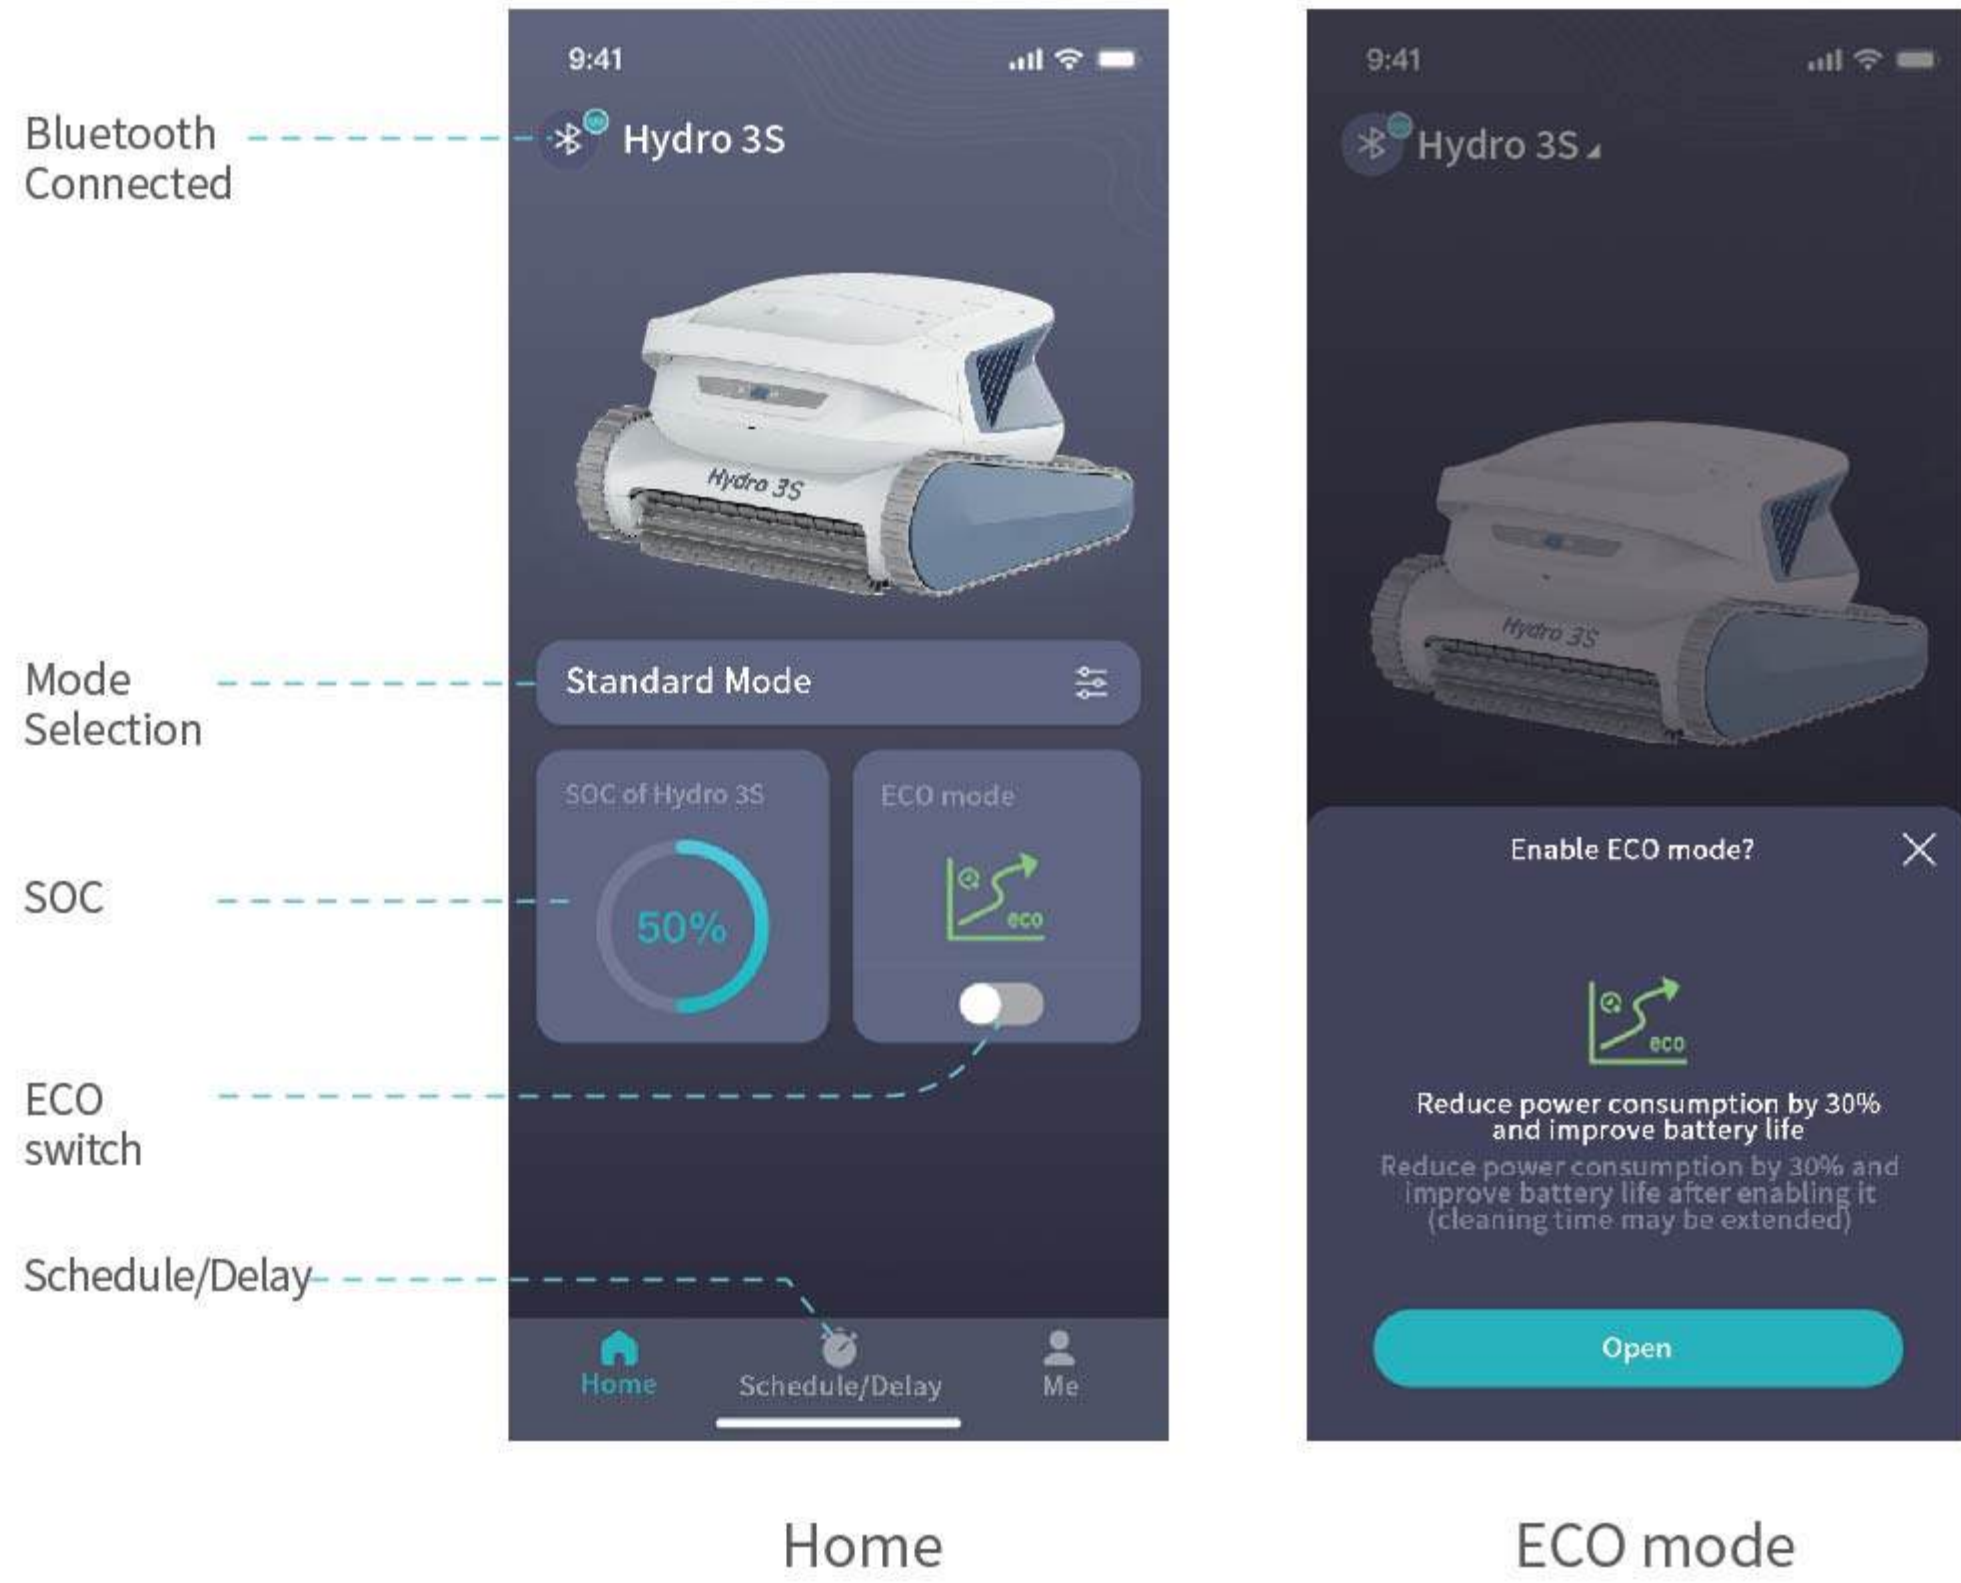 9:41
Bluetooth
Connected
Hydro 3S
Hydro 3S
Mode
Selection
Standard Mode
SOC of Hydro 3S
ECO mode
SOC
50%
eco
ECO
switch
Schedule/Delay
Home
Schedule/Delay
Me
Home
9:41
Hydro 3S
Hydro 3S
Enable ECO mode?
eco
Reduce power consumption by 30%
and improve battery life
Reduce power consumption by 30% and
improve battery life after enabling it
(cleaning time may be extended)
Open
ECO mode